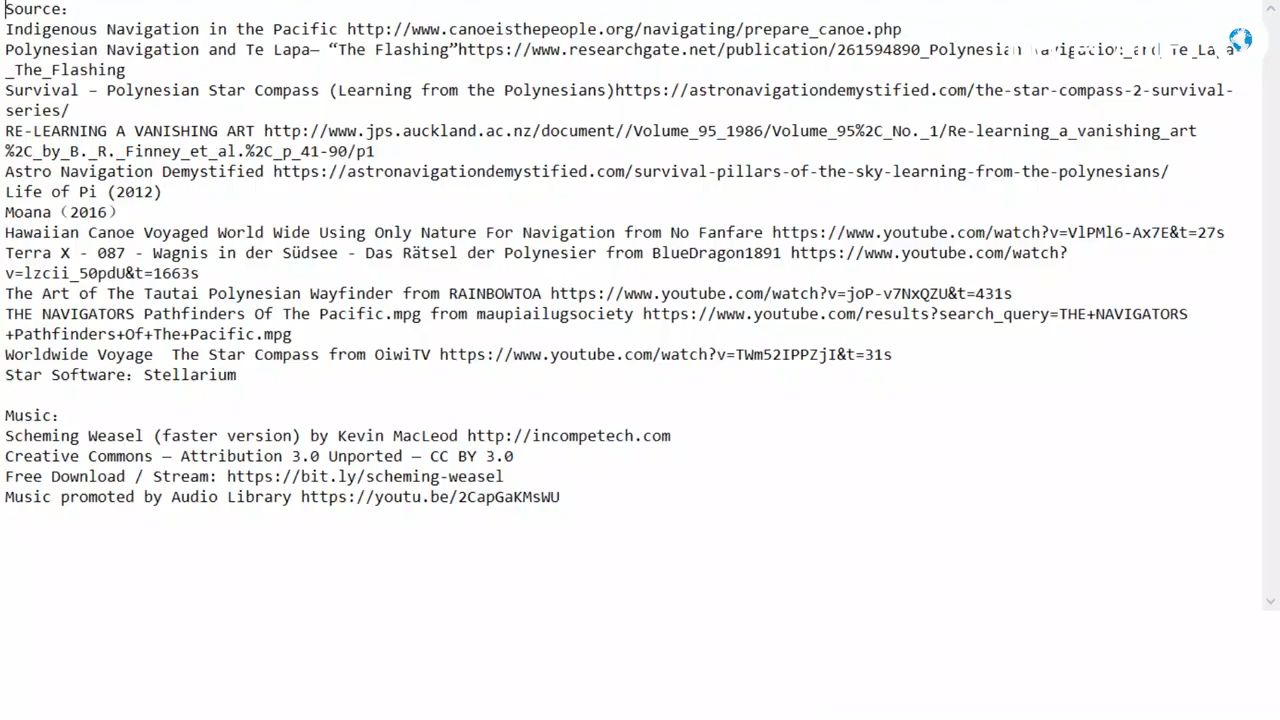 Source:
Indigenous Navigation in the Pacific http://www.canoeisthepeople.org/navigating/prepare_canoe.php
Polynesian Navigation and Te Lapa— “The Flashing”https://www.researchgate.net/publication/261594890_Polynesian_Navigation_and_Te_Lapa
_The_Flashing
Survival – Polynesian Star Compass (Learning from the Polynesians)https://astronavigationdemystified.com/the-star-compass-2-survival-
series/
RE-LEARNING A VANISHING ART http://www.jps.auckland.ac.nz/document//Volume_95_1986/Volume_95%2C_No._1/Re-learning_a_vanishing_art
%2C_by_B._R._Finney_et_al.%2C_p_41-90/p1
Astro Navigation Demystified https://astronavigationdemystified.com/survival-pillars-of-the-sky-learning-from-the-polynesians/
Life of Pi (2012)
Moana（2016）
Hawaiian Canoe Voyaged World Wide Using Only Nature For Navigation from No Fanfare https://www.youtube.com/watch?v=VlPMl6-Ax7E&t=27s
Terra X - 087 - Wagnis in der Südsee - Das Rätsel der Polynesier from BlueDragon1891 https://www.youtube.com/watch?
v=lzcii_50pdU&t=1663s
The Art of The Tautai Polynesian Wayfinder from RAINBOWTOA https://www.youtube.com/watch?v=joP-v7NxQZU&t=431s
THE NAVIGATORS Pathfinders Of The Pacific.mpg from maupiailugsociety https://www.youtube.com/results?search_query=THE+NAVIGATORS
+Pathfinders+Of+The+Pacific.mpg
Worldwide Voyage  The Star Compass from OiwiTV https://www.youtube.com/watch?v=TWm52IPPZjI&t=31s
Star Software：Stellarium
Music：
Scheming Weasel (faster version) by Kevin MacLeod http://incompetech.com
Creative Commons — Attribution 3.0 Unported — CC BY 3.0
Free Download / Stream: https://bit.ly/scheming-weasel
Music promoted by Audio Library https://youtu.be/2CapGaKMsWU